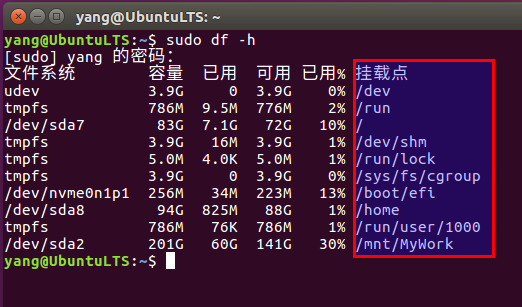 yang@UbuntuLTS: ~
yang@UbuntuLTS:~$ sudo df -h
[sudo] yang 的密码：
文件系统 容量 已用 可用 已用% 挂载点
udev 3.9G 0 3.9G 0% /dev
tmpfs 786M 9.5M 776M 2% /run
/dev/sda7 83G 7.1G 72G 10% /
tmpfs 3.9G 16M 3.9G 1% /dev/shm
tmpfs 5.0M 4.0K 5.0M 1% /run/lock
tmpfs 3.9G 0 3.9G 0% /sys/fs/cgroup
/dev/nvme0n1p1 256M 34M 223M 13% /boot/efi
/dev/sda8 94G 825M 88G 1% /home
tmpfs 786M 76K 786M 1% /run/user/1000
/dev/sda2 201G 60G 141G 30% /mnt/MyWork
yang@UbuntuLTS:~$